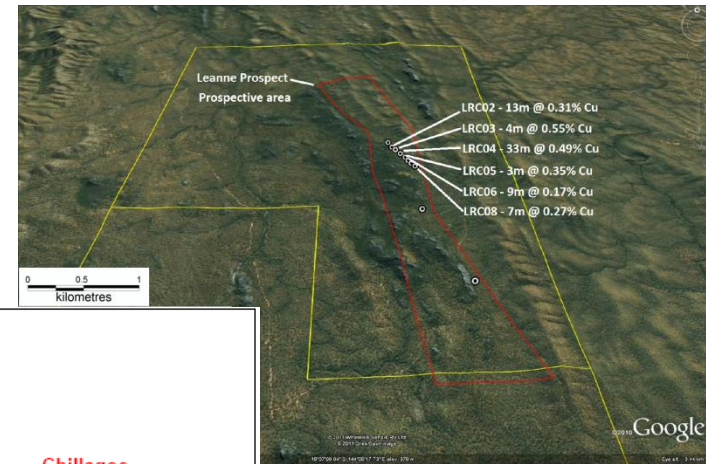 Leanne Prospect
Prospective area
LRC02 - 13m @ 0.31% Cu
LRC03 - 4m @ 0.55% Cu
LRC04 - 33m @ 0.49% Cu
LRC05 - 3m @ 0.35% Cu
LRC06 - 9m @ 0.17% Cu
LRC08 - 7m @ 0.27% Cu
0 0.5 1
kilometres
Chillagoe
©2010 Google